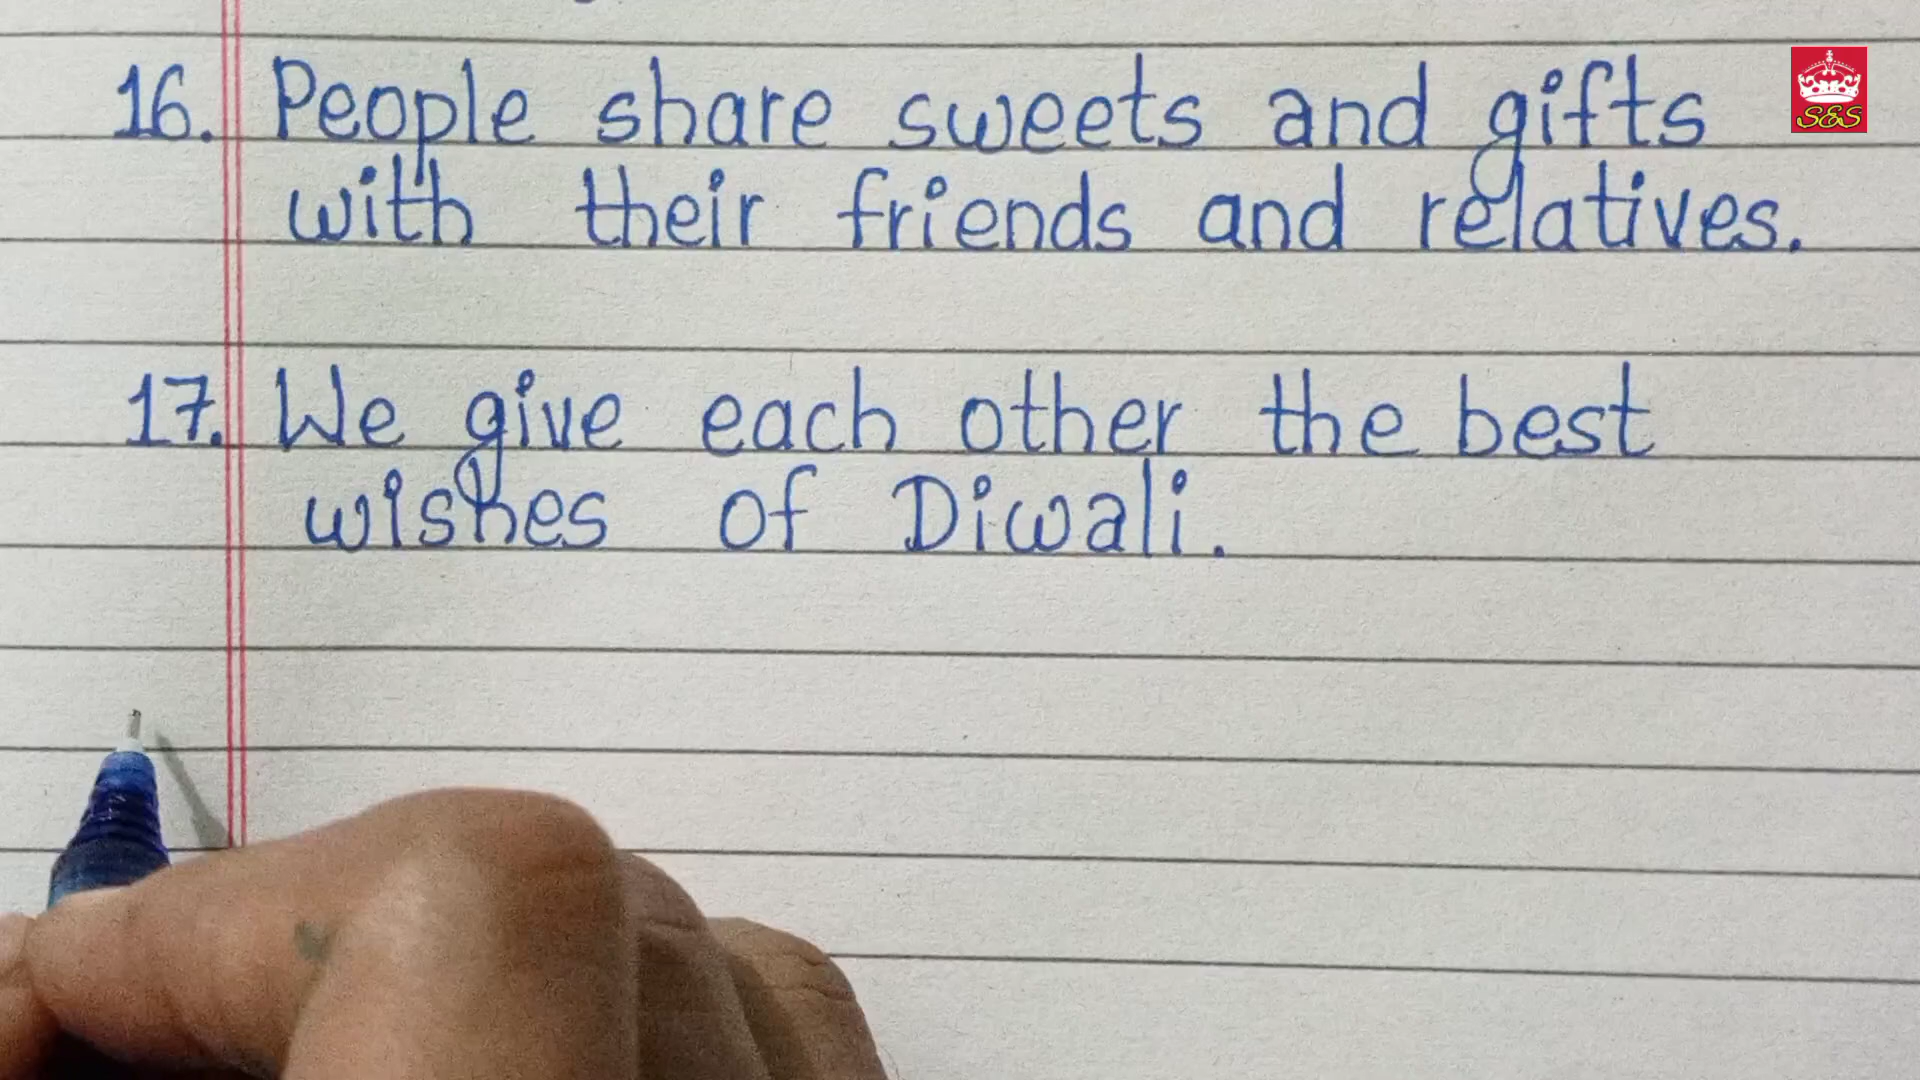 16. People share sweets and gifts
with their friends and relatives.
17. We give each other the best
wishes of Diwali.
S&S